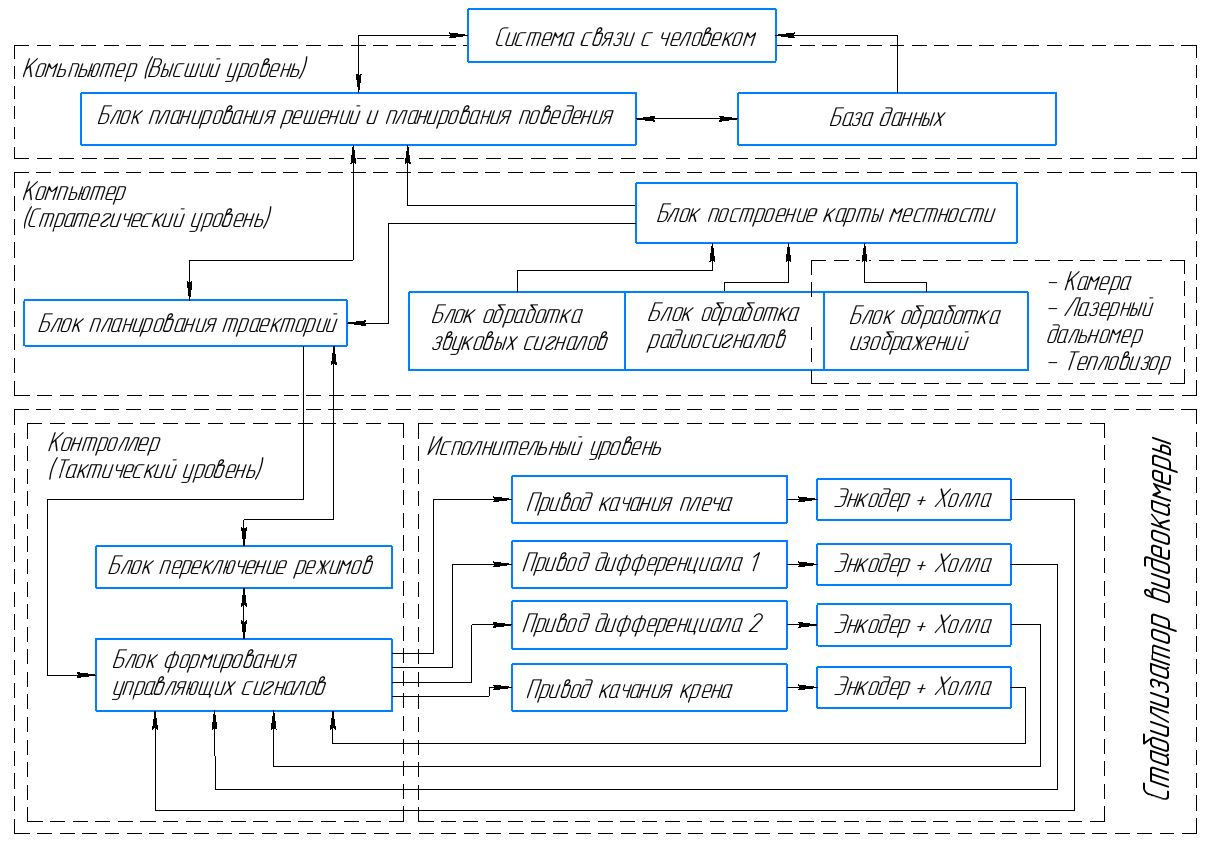 Система связи с человеком
Комьпютер (Высший уровень)
Блок планирования решений и планирования поведения
База данных
Компьютер
(Стратегический уровень)
Блок построение карты местности
Блок планирования траекторий
Блок обработка
звуковых сигналов
Блок обработка
радиосигналов
Блок обработка
изображений
- Камера
- Лазерный
дальномер
- Тепловизор
Контроллер
(Тактический уровень)
Исполнительный уровень
Стабилизатор видеокамеры
Привод качания плеча
Энкодер + Холла
Блок переключение режимов
Привод дифференциала 1
Энкодер + Холла
Привод дифференциала 2
Энкодер + Холла
Блок формирования
управляющих сигналов
Привод качания крена
Энкодер + Холла